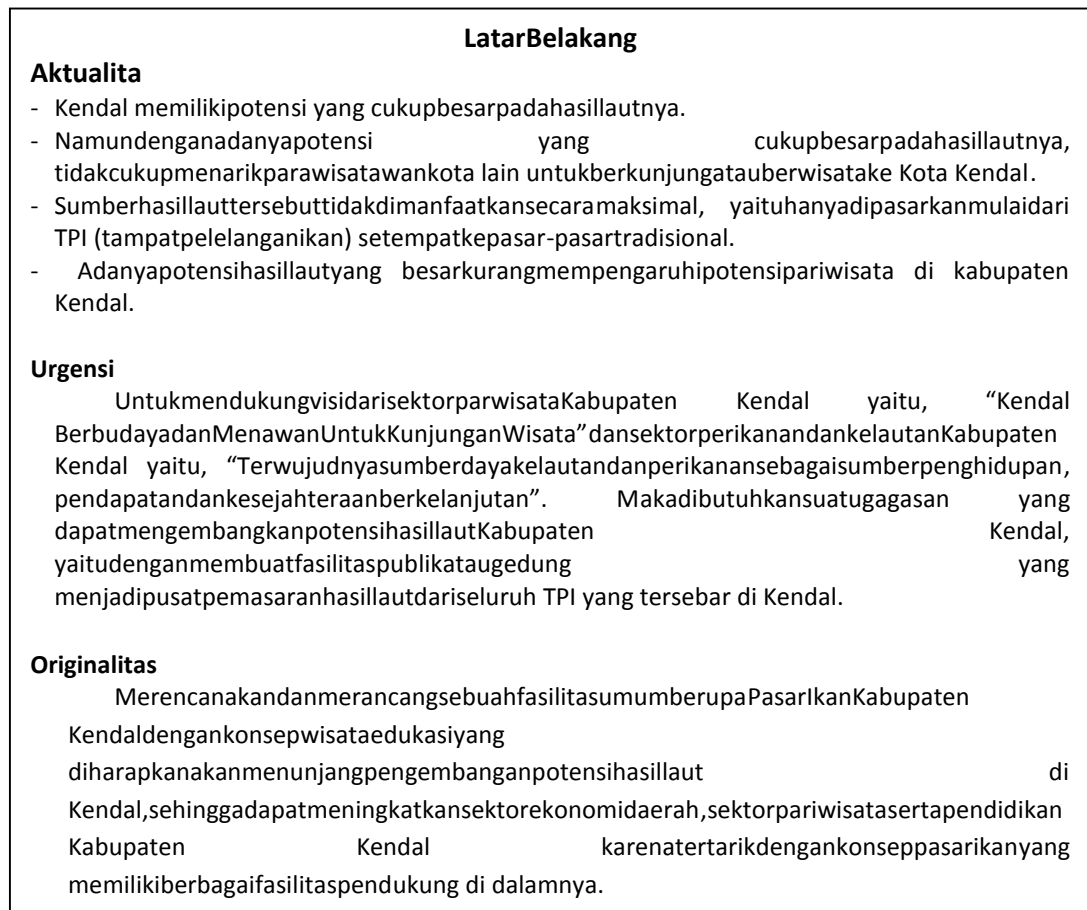 LatarBelakang
Aktualita
- Kendal memilikipotensi yang cukupbesarpadahasillautnya.
- Namundenganadanyapotensi yang cukupbesarpadahasillautnya,
tidakcukupmenarikparawisatawankota lain untukberkunjungatauberwisatake Kota Kendal.
- Sumberhasillauttersebuttidakdimanfaatkansecaramaksimal, yaituhanyadipasarkanmulaidari
TPI (tampatpelelanganikan) setempatkepasar-pasartradisional.
- Adanyapotensihasillautyang besarkurangmempengaruhipotensipariwisata di kabupaten
Kendal.
Urgensi
UntukmendukungvisidarisektorparwisataKabupaten Kendal yaitu, “Kendal
BerbudayadanMenawanUntukKunjunganWisata”dansektorperikanandankelautanKabupaten
Kendal yaitu, “Terwujudnyasumberdayakelautandanperikanansebagaisumberpenghidupan,
pendapatandankesejahteraanberkelanjutan”. Makadibutuhkansuatugagasan yang
dapatmengembangkanpotensihasillautKabupaten Kendal,
yaitudenganmembuatfasilitaspublikataugedung yang
menjadipusatpemasaranhasillautdariseluruh TPI yang tersebar di Kendal.
Originalitas
MerencanakandanmerancangsebuahfasilitasumumberupaPasarIkanKabupaten
Kendaldengankonsepwisataedukasiyang
diharapkanakanmenunjangpengembanganpotensihasillaut di
Kendal,sehinggadapatmeningkatkansektorekonomidaerah,sektorpariwisatasertapendidikan
Kabupaten Kendal karenatertarikdengankonseppasarikanyang
memilikiberbagaifasilitaspendukung di dalamnya.